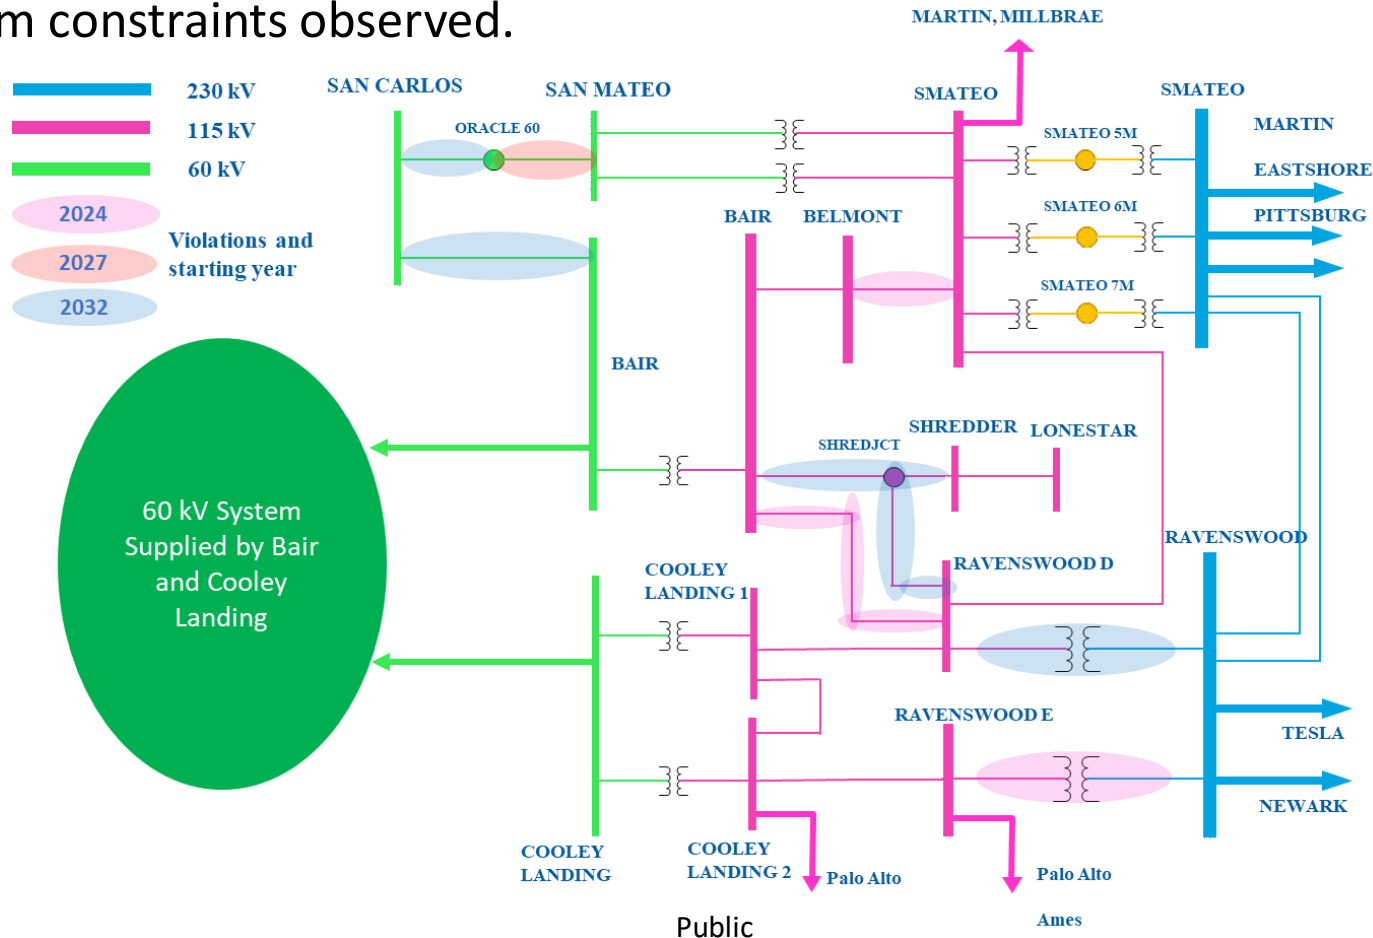 m constraints observed.
MARTIN, MILLBRAE
230 kV
115 kV
60 kV
2024
2027
2032
Violations and
starting year
SAN CARLOS
SAN MATEO
ORACLE 60
SMATEO
SMATEO
SMATEO 5M
SMATEO 6M
SMATEO 7M
MARTIN
EASTSHORE
PITTSBURG
BAIR
BELMONT
BAIR
SHREDJCT
SHREDDER
LONESTAR
60 kV System
Supplied by Bair
and Cooley
Landing
COOLEY
LANDING 1
RAVENSWOOD D
RAVENSWOOD
RAVENSWOOD E
TESLA
NEWARK
COOLEY
LANDING
COOLEY
LANDING 2
Palo Alto
Palo Alto
Ames
Public